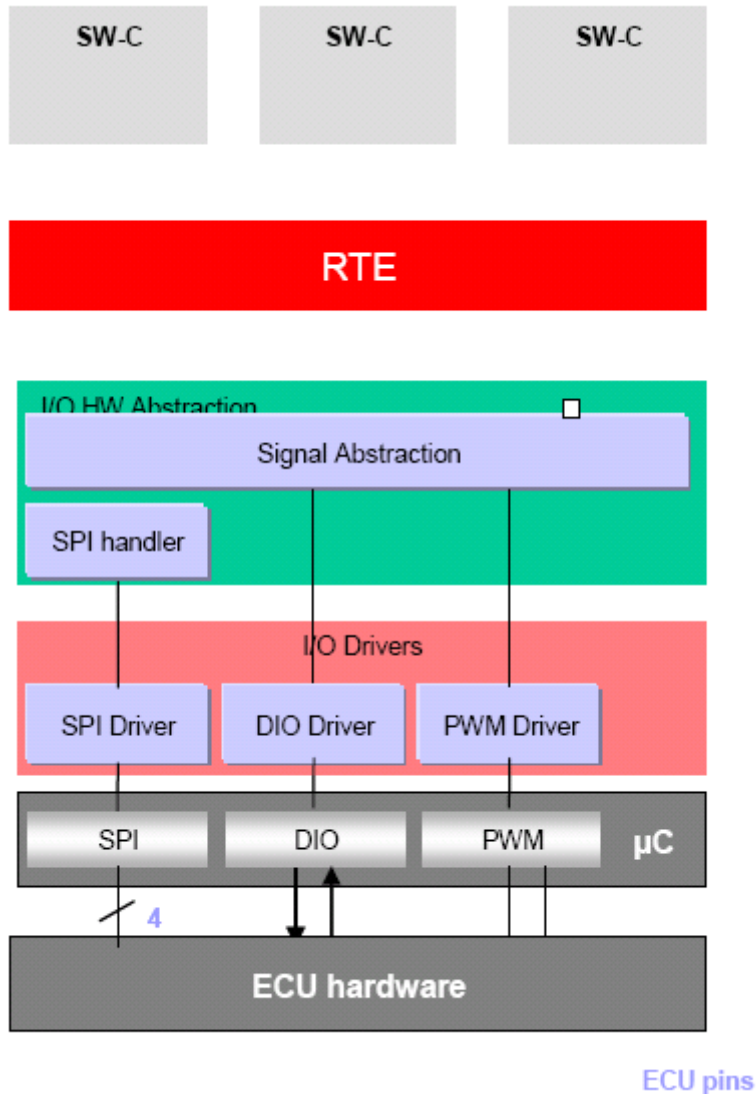 SW-C SW-C SW-C
RTE
I/O HW Abstraction
Signal Abstraction
SPI handler
I/O Drivers
SPI Driver DIO Driver PWM Driver
SPI DIO PWM µC
4
ECU hardware
ECU pins